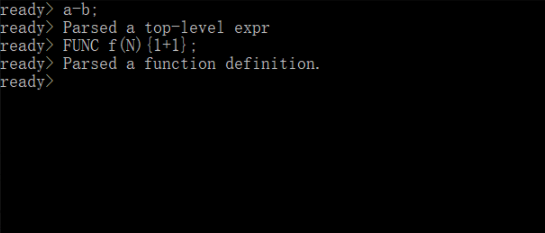 ready> a-b;
ready> Parsed a top-level expr
ready> FUNC f(N){1+1};
ready> Parsed a function definition.
ready>